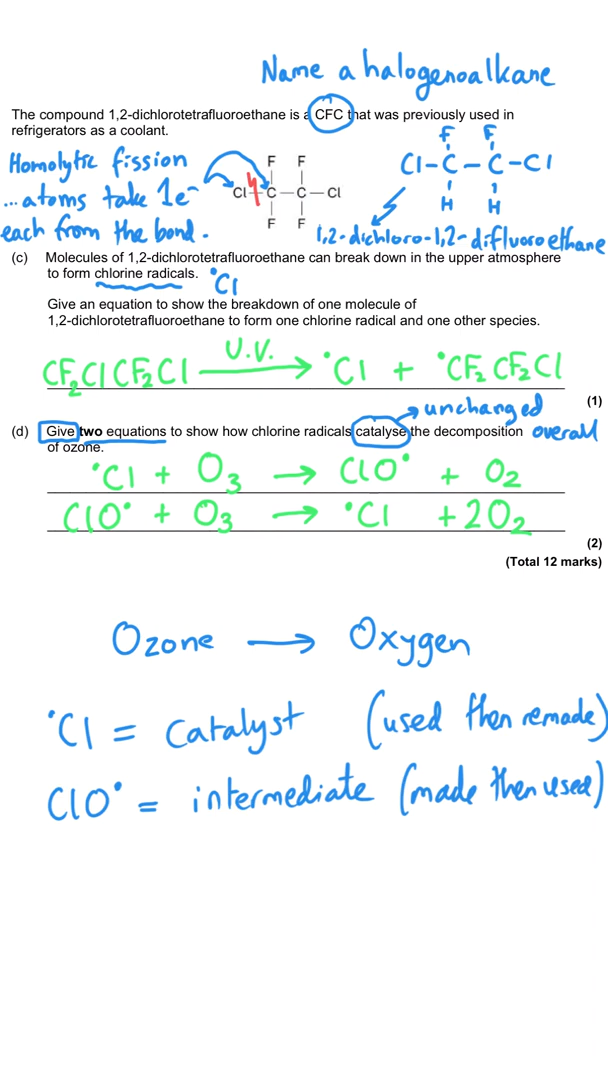 Name a halogenoalkane
The compound 1,2-dichlorotetrafluoroethane is a CFC that was previously used in
refrigerators as a coolant.
Homolytic fission
...atoms take 1e⁻
each from the bond.
F F
Cl C C Cl
F F
F F
Cl-C-C-Cl
H H
1,2-dichloro-1,2-difluoroethane
(c) Molecules of 1,2-dichlorotetrafluoroethane can break down in the upper atmosphere
to form chlorine radicals. •Cl
Give an equation to show the breakdown of one molecule of
1,2-dichlorotetrafluoroethane to form one chlorine radical and one other species.
CF₂ClCF₂Cl U.V. → •Cl + •CF₂CF₂Cl
(1)
→ unchanged
(d) Give two equations to show how chlorine radicals catalyse the decomposition overall
of ozone.
•Cl + O₃ → ClO• + O₂
ClO• + O₃ → •Cl + 2O₂
(2)
(Total 12 marks)
Ozone → Oxygen
•Cl = catalyst (used then remade)
ClO• = intermediate (made then used)